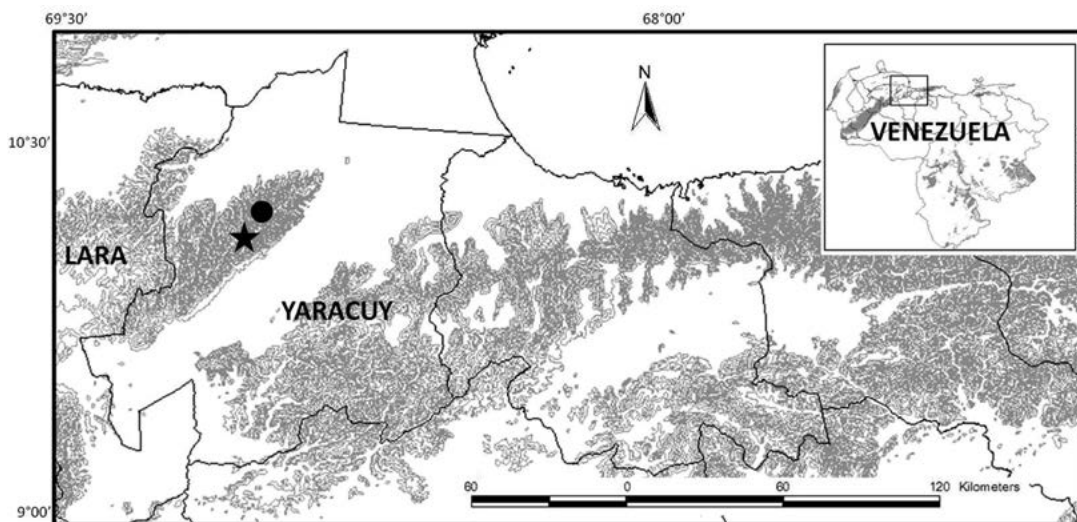 69°30'
68°00'
N
10°30'
VENEZUELA
LARA
YARACUY
60 0 60 120 Kilometers
9°00'